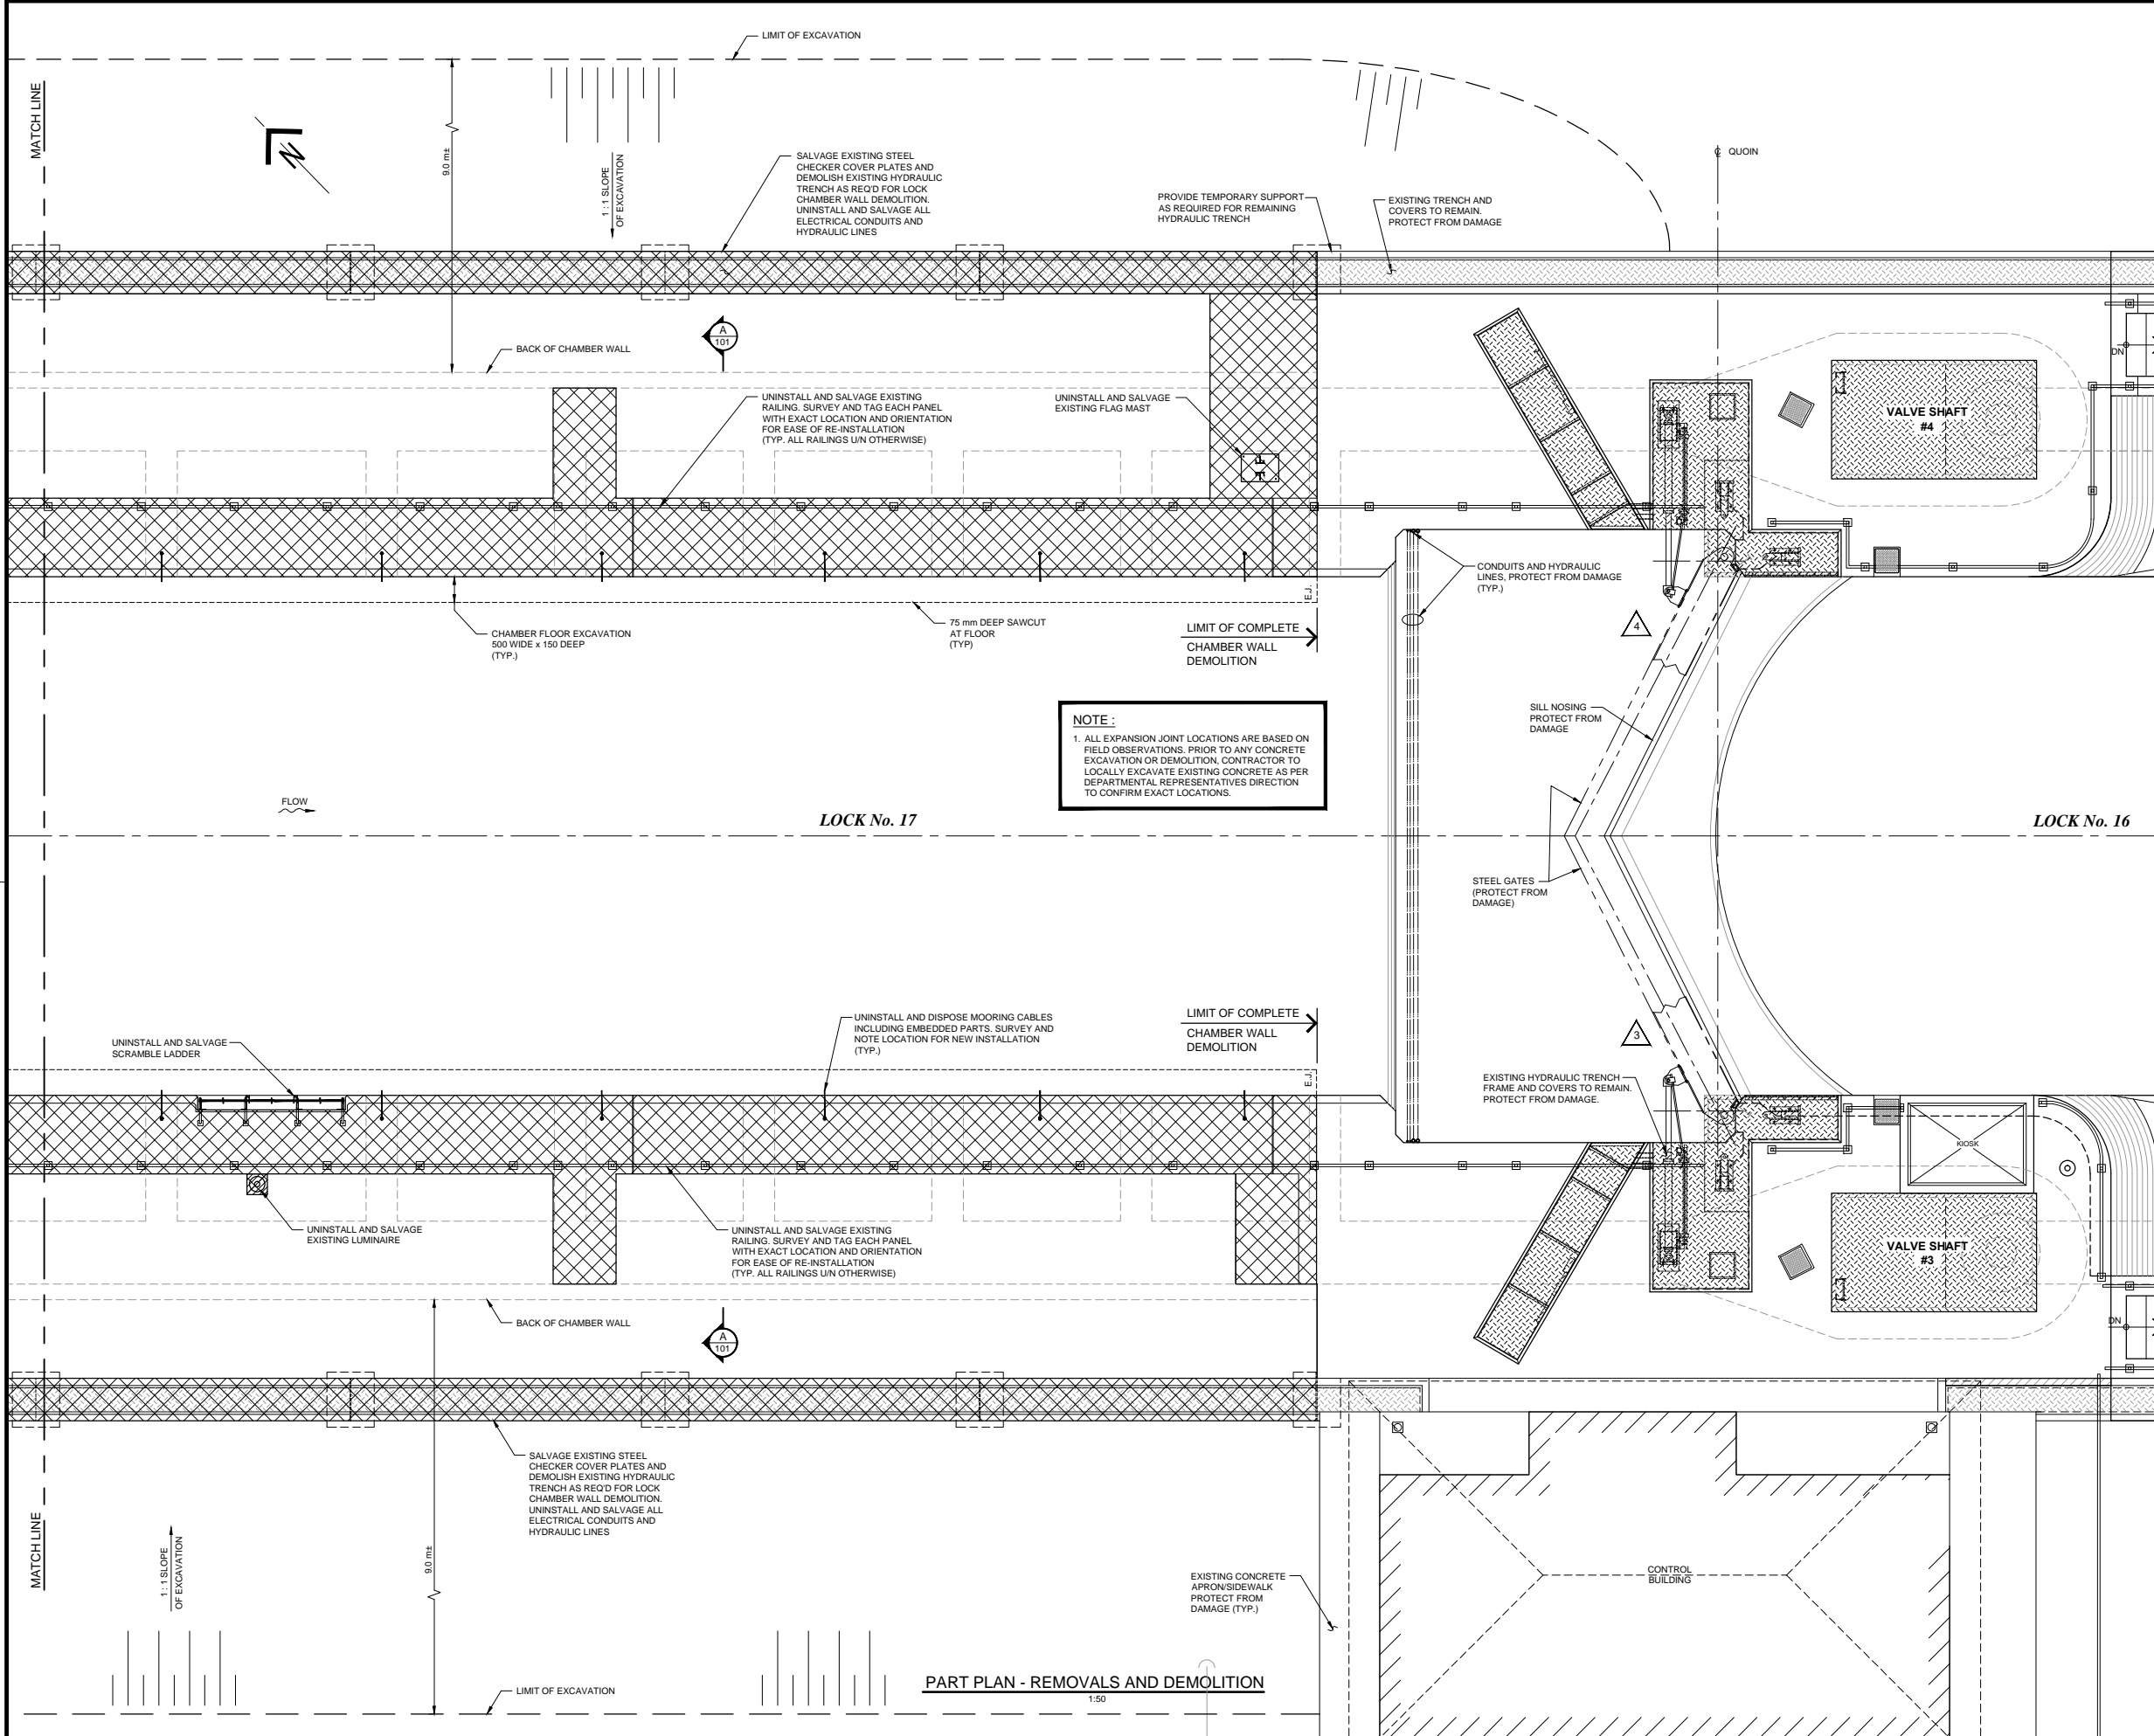 LIMIT OF EXCAVATION
MATCH LINE
N
9.0 m±
1 : 1 SLOPE
OF EXCAVATION
SALVAGE EXISTING STEEL
CHECKER COVER PLATES AND
DEMOLISH EXISTING HYDRAULIC
TRENCH AS REQ'D FOR LOCK
CHAMBER WALL DEMOLITION.
UNINSTALL AND SALVAGE ALL
ELECTRICAL CONDUITS AND
HYDRAULIC LINES
PROVIDE TEMPORARY SUPPORT
AS REQUIRED FOR REMAINING
HYDRAULIC TRENCH
EXISTING TRENCH AND
COVERS TO REMAIN.
PROTECT FROM DAMAGE
℄ QUOIN
A
101
BACK OF CHAMBER WALL
UNINSTALL AND SALVAGE EXISTING
RAILING. SURVEY AND TAG EACH PANEL
WITH EXACT LOCATION AND ORIENTATION
FOR EASE OF RE-INSTALLATION
(TYP. ALL RAILINGS U/N OTHERWISE)
UNINSTALL AND SALVAGE
EXISTING FLAG MAST
VALVE SHAFT
#4
DN
CONDUITS AND HYDRAULIC
LINES, PROTECT FROM DAMAGE
(TYP.)
E.J.
CHAMBER FLOOR EXCAVATION
500 WIDE x 150 DEEP
(TYP.)
75 mm DEEP SAWCUT
AT FLOOR
(TYP)
LIMIT OF COMPLETE
CHAMBER WALL
DEMOLITION
4
NOTE :
1. ALL EXPANSION JOINT LOCATIONS ARE BASED ON
FIELD OBSERVATIONS. PRIOR TO ANY CONCRETE
EXCAVATION OR DEMOLITION, CONTRACTOR TO
LOCALLY EXCAVATE EXISTING CONCRETE AS PER
DEPARTMENTAL REPRESENTATIVES DIRECTION
TO CONFIRM EXACT LOCATIONS.
SILL NOSING
PROTECT FROM
DAMAGE
FLOW
LOCK No. 17
LOCK No. 16
STEEL GATES
(PROTECT FROM
DAMAGE)
UNINSTALL AND SALVAGE
SCRAMBLE LADDER
UNINSTALL AND DISPOSE MOORING CABLES
INCLUDING EMBEDDED PARTS. SURVEY AND
NOTE LOCATION FOR NEW INSTALLATION
(TYP.)
LIMIT OF COMPLETE
CHAMBER WALL
DEMOLITION
3
E.J.
EXISTING HYDRAULIC TRENCH
FRAME AND COVERS TO REMAIN.
PROTECT FROM DAMAGE.
KIOSK
UNINSTALL AND SALVAGE
EXISTING LUMINAIRE
UNINSTALL AND SALVAGE EXISTING
RAILING. SURVEY AND TAG EACH PANEL
WITH EXACT LOCATION AND ORIENTATION
FOR EASE OF RE-INSTALLATION
(TYP. ALL RAILINGS U/N OTHERWISE)
VALVE SHAFT
#3
BACK OF CHAMBER WALL
A
101
DN
SALVAGE EXISTING STEEL
CHECKER COVER PLATES AND
DEMOLISH EXISTING HYDRAULIC
TRENCH AS REQ'D FOR LOCK
CHAMBER WALL DEMOLITION.
UNINSTALL AND SALVAGE ALL
ELECTRICAL CONDUITS AND
HYDRAULIC LINES
MATCH LINE
1 : 1 SLOPE
OF EXCAVATION
9.0 m±
EXISTING CONCRETE
APRON/SIDEWALK
PROTECT FROM
DAMAGE (TYP.)
CONTROL
BUILDING
LIMIT OF EXCAVATION
PART PLAN - REMOVALS AND DEMOLITION
1:50